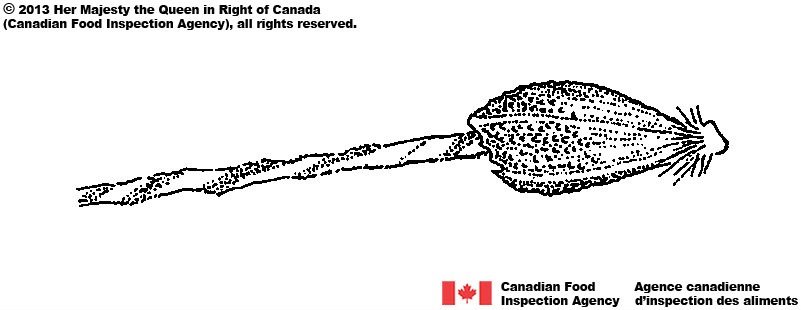 © 2013 Her Majesty the Queen in Right of Canada
(Canadian Food Inspection Agency), all rights reserved.
Canadian Food Inspection Agency
Agence canadienne d'inspection des aliments